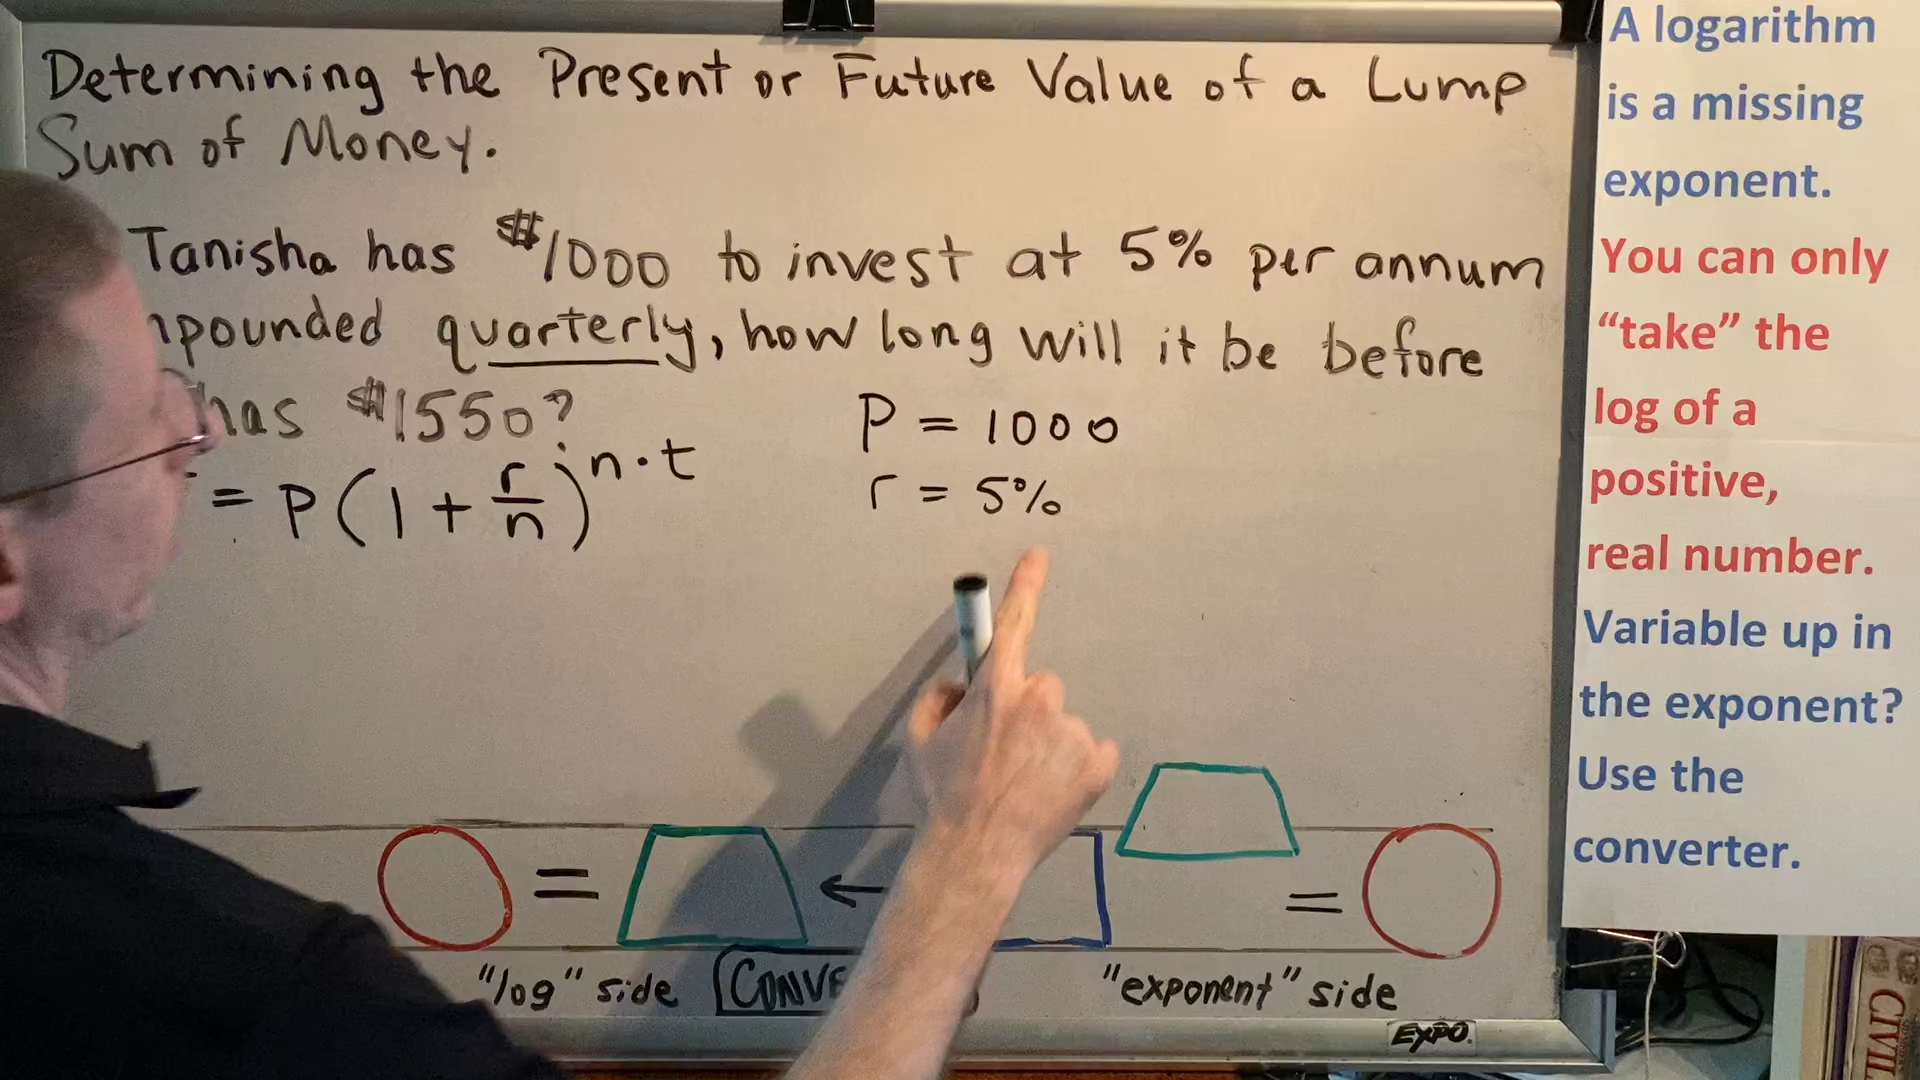 Determining the Present or Future Value of a Lump
Sum of Money.
Tanisha has $1000 to invest at 5% per annum
pounded quarterly, how long will it be before
has $1550?
P = 1000
= P(1 + r/n)^n·t
r = 5%
"log" side CONVE "exponent" side
EXPO
A logarithm
is a missing
exponent.
You can only
"take" the
log of a
positive,
real number.
Variable up in
the exponent?
Use the
converter.
CIVI